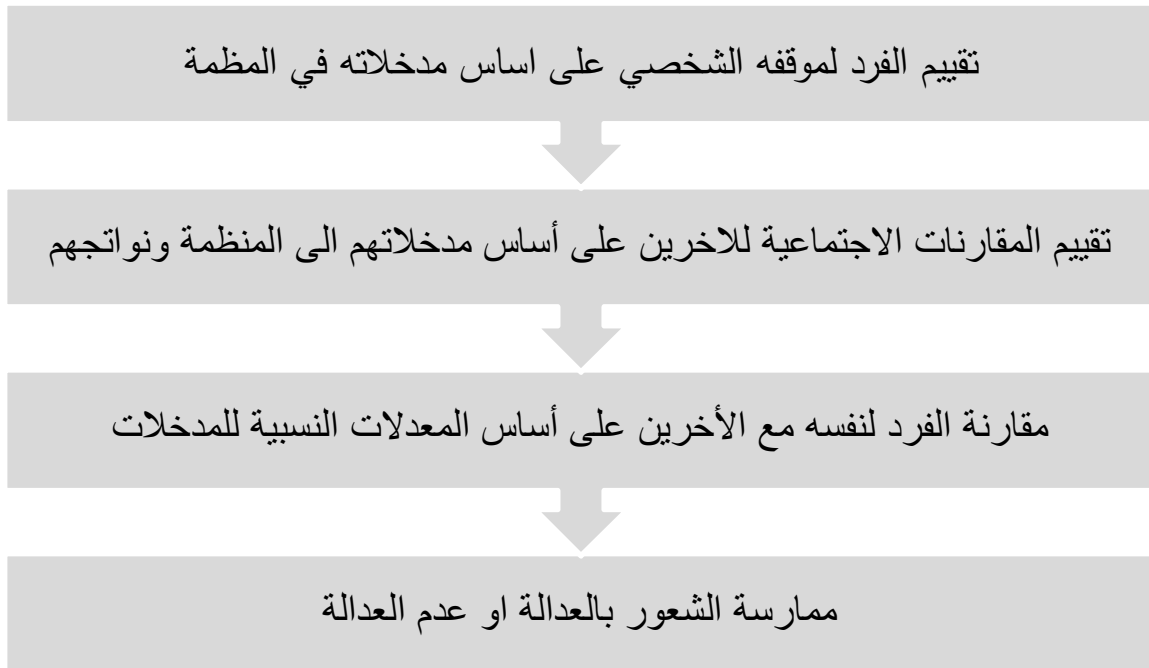 تقييم الفرد لموقفه الشخصي على اساس مدخلاته في المظمة
تقييم المقارنات الاجتماعية للاخرين على أساس مدخلاتهم الى المنظمة ونواتجهم
مقارنة الفرد لنفسه مع الأخرين على أساس المعدلات النسبية للمدخلات
ممارسة الشعور بالعدالة او عدم العدالة